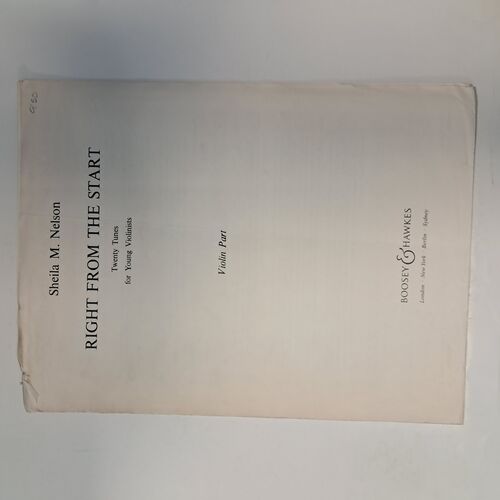 Sheila M. Nelson
RIGHT FROM THE START
Twenty Tunes
for Young Violinists
Violin Part
BOOSEY & HAWKES
London · New York · Berlin · Sydney